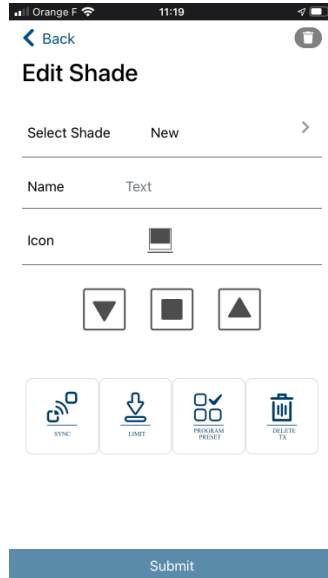 Orange F 11:19
Back
Edit Shade
Select Shade New
Name Text
Icon
SYNC LIMIT PROGRAM PRESET DELETE TX
Submit